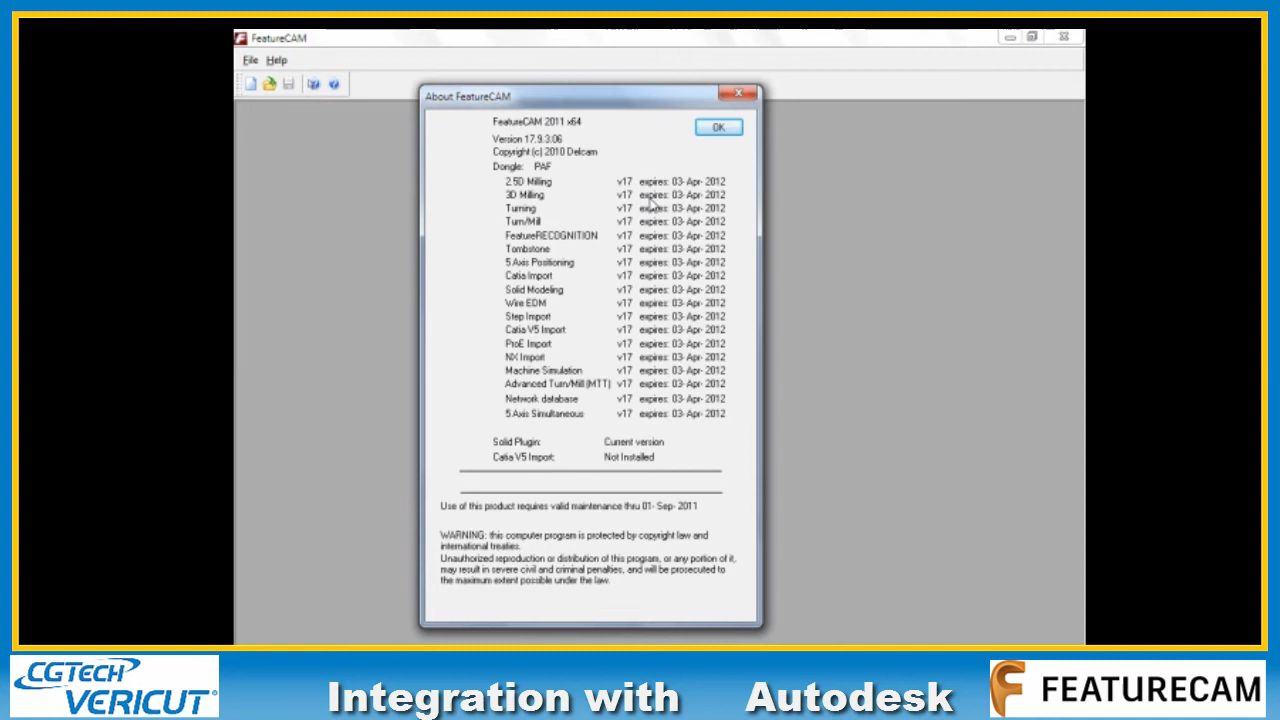 FeatureCAM
File Help
About FeatureCAM
FeatureCAM 2011 x64
OK
Version 17.9.3.06
Copyright (c) 2010 Delcam
Dongle: PAF
2.5D Milling v17 expires: 03-Apr-2012
3D Milling v17 expires: 03-Apr-2012
Turning v17 expires: 03-Apr-2012
Turn/Mill v17 expires: 03-Apr-2012
FeatureRECOGNITION v17 expires: 03-Apr-2012
Tombstone v17 expires: 03-Apr-2012
5 Axis Positioning v17 expires: 03-Apr-2012
Catia Import v17 expires: 03-Apr-2012
Solid Modeling v17 expires: 03-Apr-2012
Wire EDM v17 expires: 03-Apr-2012
Step Import v17 expires: 03-Apr-2012
Catia V5 Import v17 expires: 03-Apr-2012
ProE Import v17 expires: 03-Apr-2012
NX Import v17 expires: 03-Apr-2012
Machine Simulation v17 expires: 03-Apr-2012
Advanced Turn/Mill (MTT) v17 expires: 03-Apr-2012
Network database v17 expires: 03-Apr-2012
5 Axis Simultaneous v17 expires: 03-Apr-2012
Solid Plugin: Current version
Catia V5 Import: Not Installed
Use of this product requires valid maintenance thru 01-Sep-2011
WARNING: this computer program is protected by copyright law and
international treaties.
Unauthorized reproduction or distribution of this program, or any portion of it,
may result in severe civil and criminal penalties, and will be prosecuted to
the maximum extent possible under the law.
CGTECH
VERICUT
Integration with Autodesk
F FEATURECAM